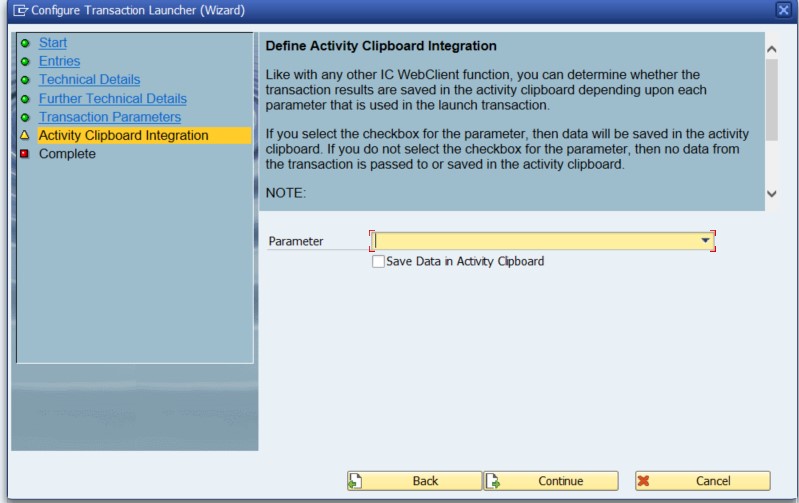 Configure Transaction Launcher (Wizard)
Start
Entries
Technical Details
Further Technical Details
Transaction Parameters
Activity Clipboard Integration
Complete
Define Activity Clipboard Integration
Like with any other IC WebClient function, you can determine whether the
transaction results are saved in the activity clipboard depending upon each
parameter that is used in the launch transaction.
If you select the checkbox for the parameter, then data will be saved in the activity
clipboard. If you do not select the checkbox for the parameter, then no data from
the transaction is passed to or saved in the activity clipboard.
NOTE:
Parameter
Save Data in Activity Clipboard
Back
Continue
Cancel